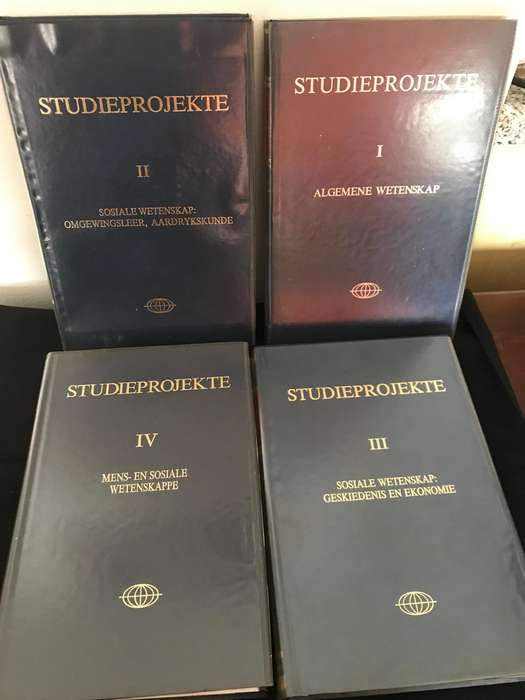 STUDIEPROJEKTE
II
SOSIALE WETENSKAP:
OMGEWINGSLEER, AARDRYKSKUNDE
STUDIEPROJEKTE
I
ALGEMENE WETENSKAP
STUDIEPROJEKTE
IV
MENS- EN SOSIALE
WETENSKAPPE
STUDIEPROJEKTE
III
SOSIALE WETENSKAP:
GESKIEDENIS EN EKONOMIE